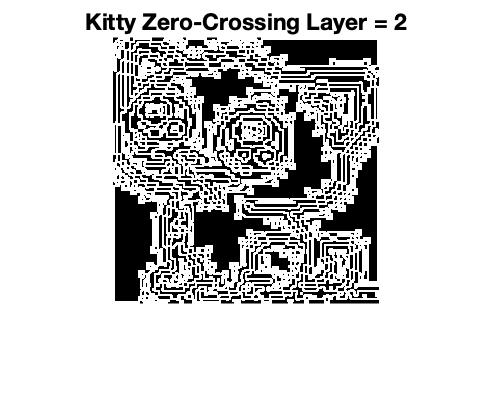 Kitty Zero-Crossing Layer = 2